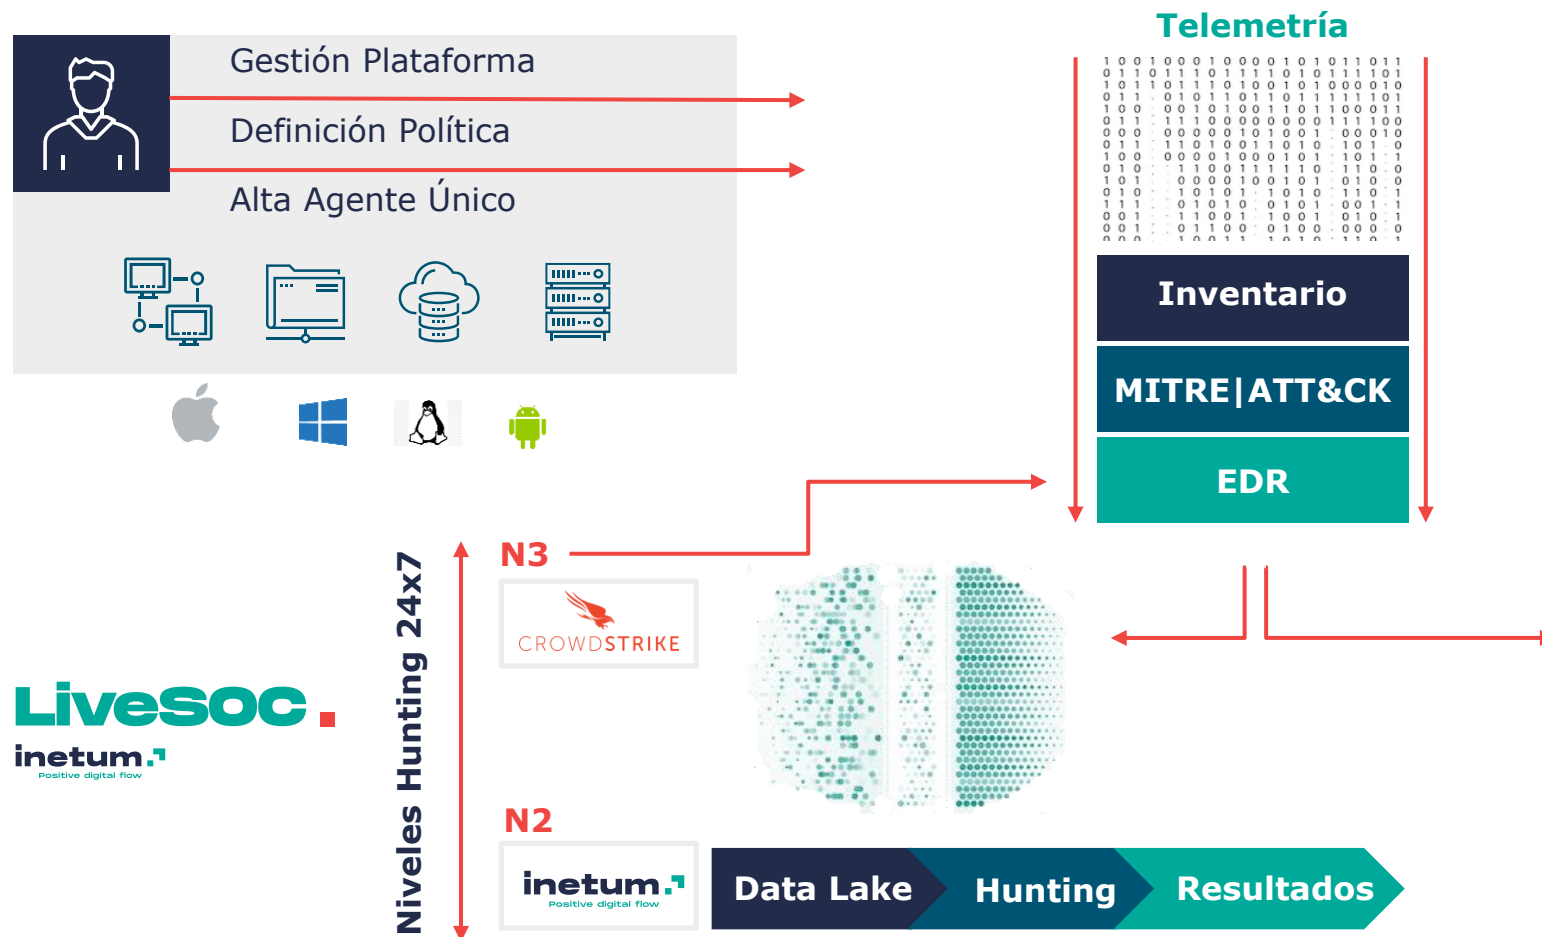 Gestión Plataforma
Definición Política
Alta Agente Único
Telemetría
Inventario
MITRE|ATT&CK
EDR
Niveles Hunting 24x7
N3
CROWDSTRIKE
LiveSOC.
inetum
Positive digital flow
N2
inetum
Positive digital flow
Data Lake
Hunting
Resultados